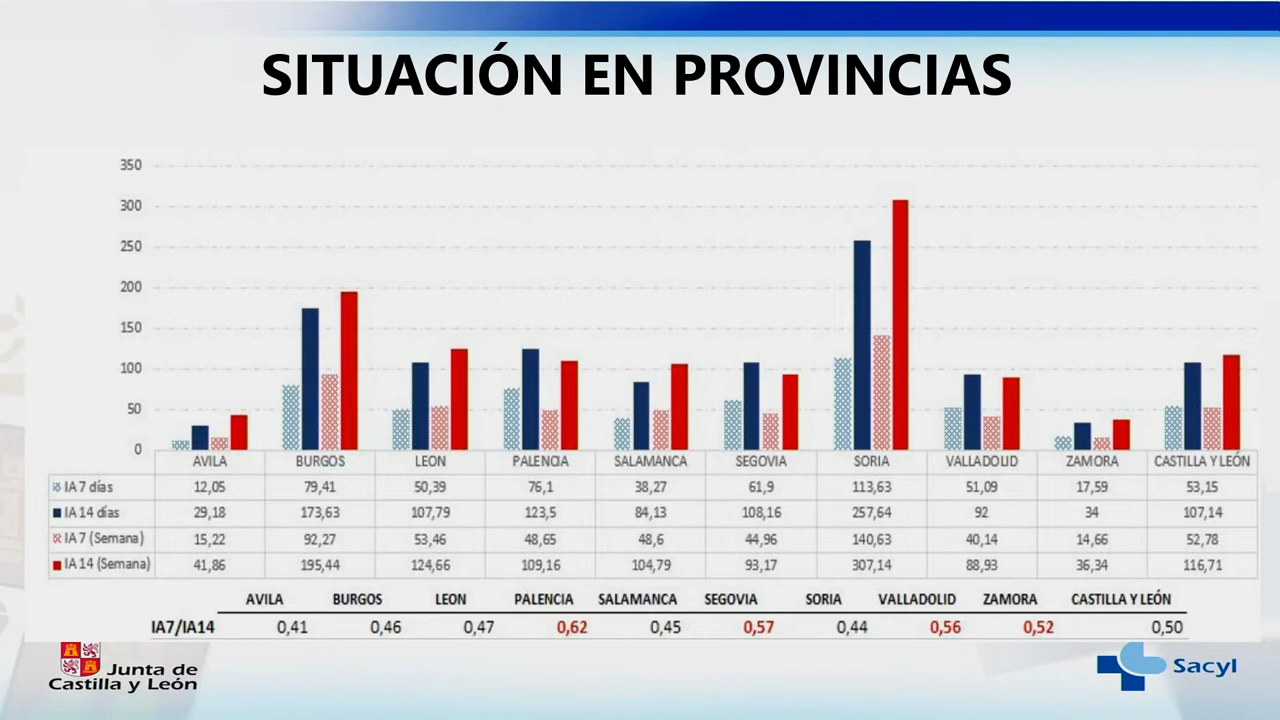 SITUACIÓN EN PROVINCIAS
350
300
250
200
150
100
50
0
AVILA BURGOS LEON PALENCIA SALAMANCA SEGOVIA SORIA VALLADOLID ZAMORA CASTILLA Y LEÓN
IA 7 días 12,05 79,41 50,39 76,1 38,27 61,9 113,63 51,09 17,59 53,15
IA 14 días 29,18 173,63 107,79 123,5 84,13 108,16 257,64 92 34 107,14
IA 7 (Semana) 15,22 92,27 53,46 48,65 48,6 44,96 140,63 40,14 14,66 52,78
IA 14 (Semana) 41,86 195,44 124,66 109,16 104,79 93,17 307,14 88,93 36,34 116,71
AVILA BURGOS LEON PALENCIA SALAMANCA SEGOVIA SORIA VALLADOLID ZAMORA CASTILLA Y LEÓN
IA7/IA14 0,41 0,46 0,47 0,62 0,45 0,57 0,44 0,56 0,52 0,50
Junta de
Castilla y León
Sacyl